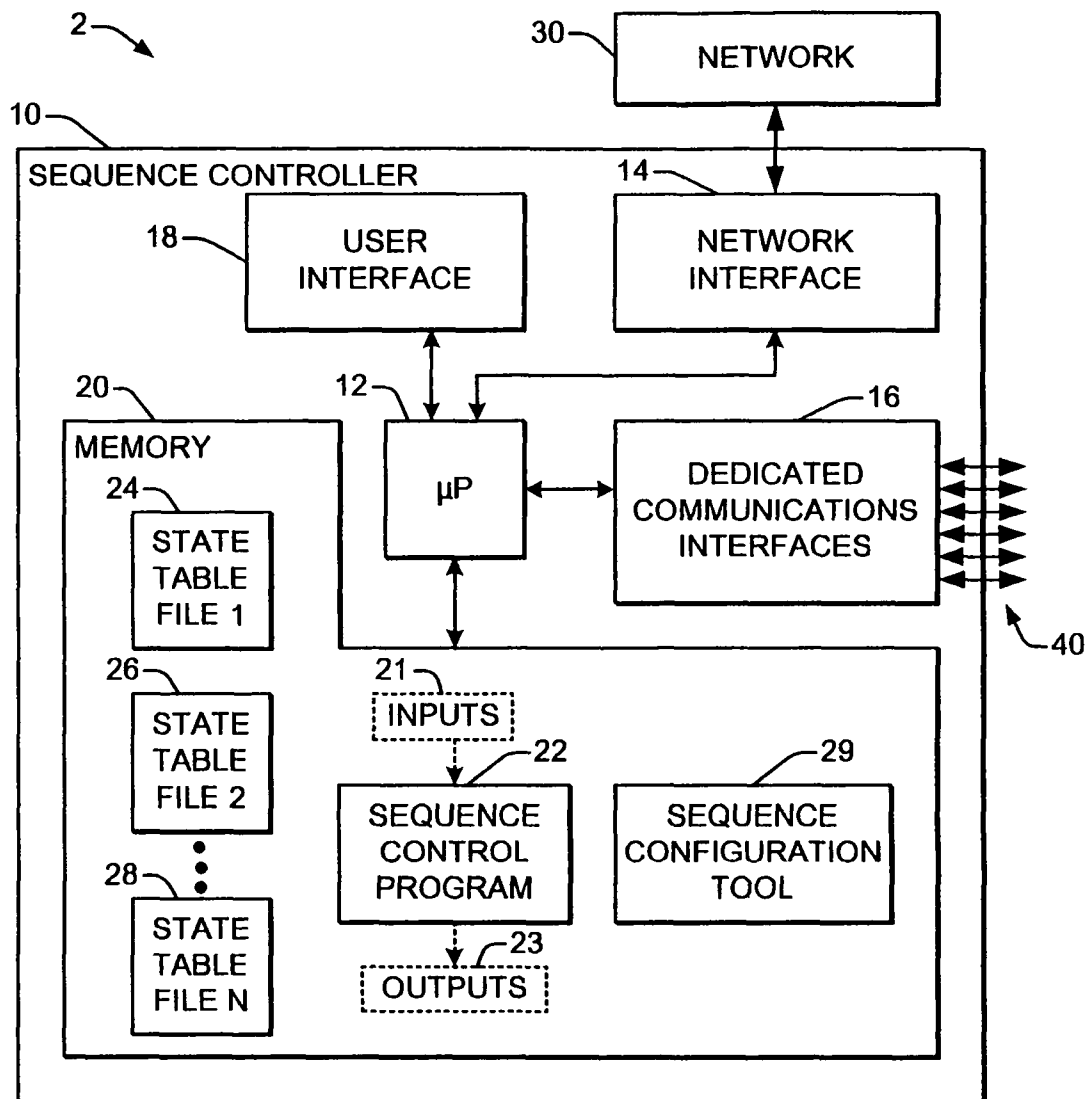 2
30
NETWORK
10
SEQUENCE CONTROLLER
14
18
USER
INTERFACE
NETWORK
INTERFACE
20
12
16
MEMORY
µP
DEDICATED
COMMUNICATIONS
INTERFACES
40
24
STATE
TABLE
FILE 1
26
STATE
TABLE
FILE 2
28
STATE
TABLE
FILE N
21
INPUTS
22
SEQUENCE
CONTROL
PROGRAM
23
OUTPUTS
29
SEQUENCE
CONFIGURATION
TOOL